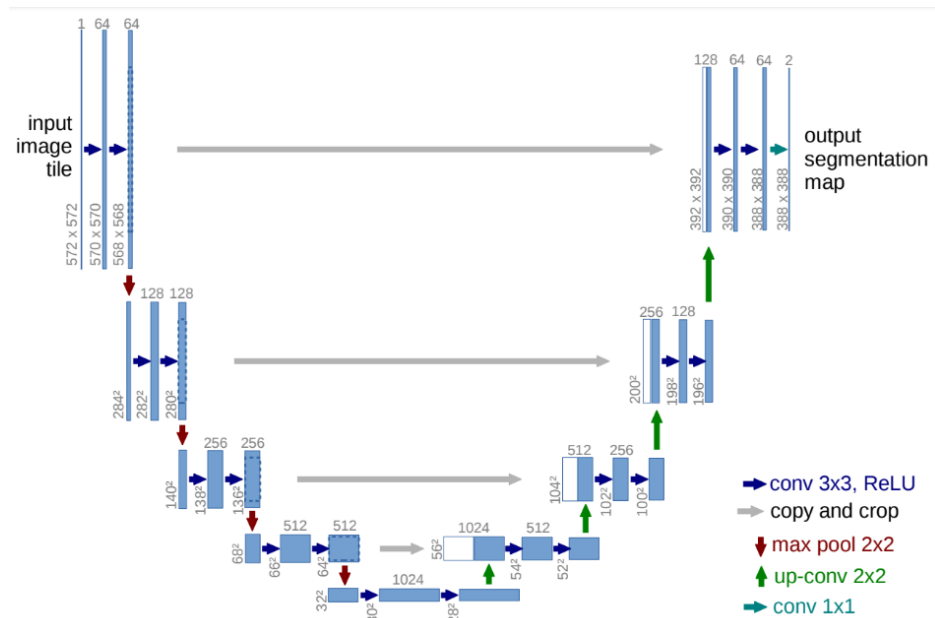 1 64 64
input
image
tile
572 x 572
570 x 570
568 x 568
128 64 64 2
output
segmentation
map
392 x 392
390 x 390
388 x 388
388 x 388
128 128
284²
282²
280²
256 128
200²
198²
196²
256 256
140²
138²
136²
512 256
104²
102²
100²
512 512
68²
66²
64²
1024 512
56²
54²
52²
1024
32²
conv 3x3, ReLU
copy and crop
max pool 2x2
up-conv 2x2
conv 1x1